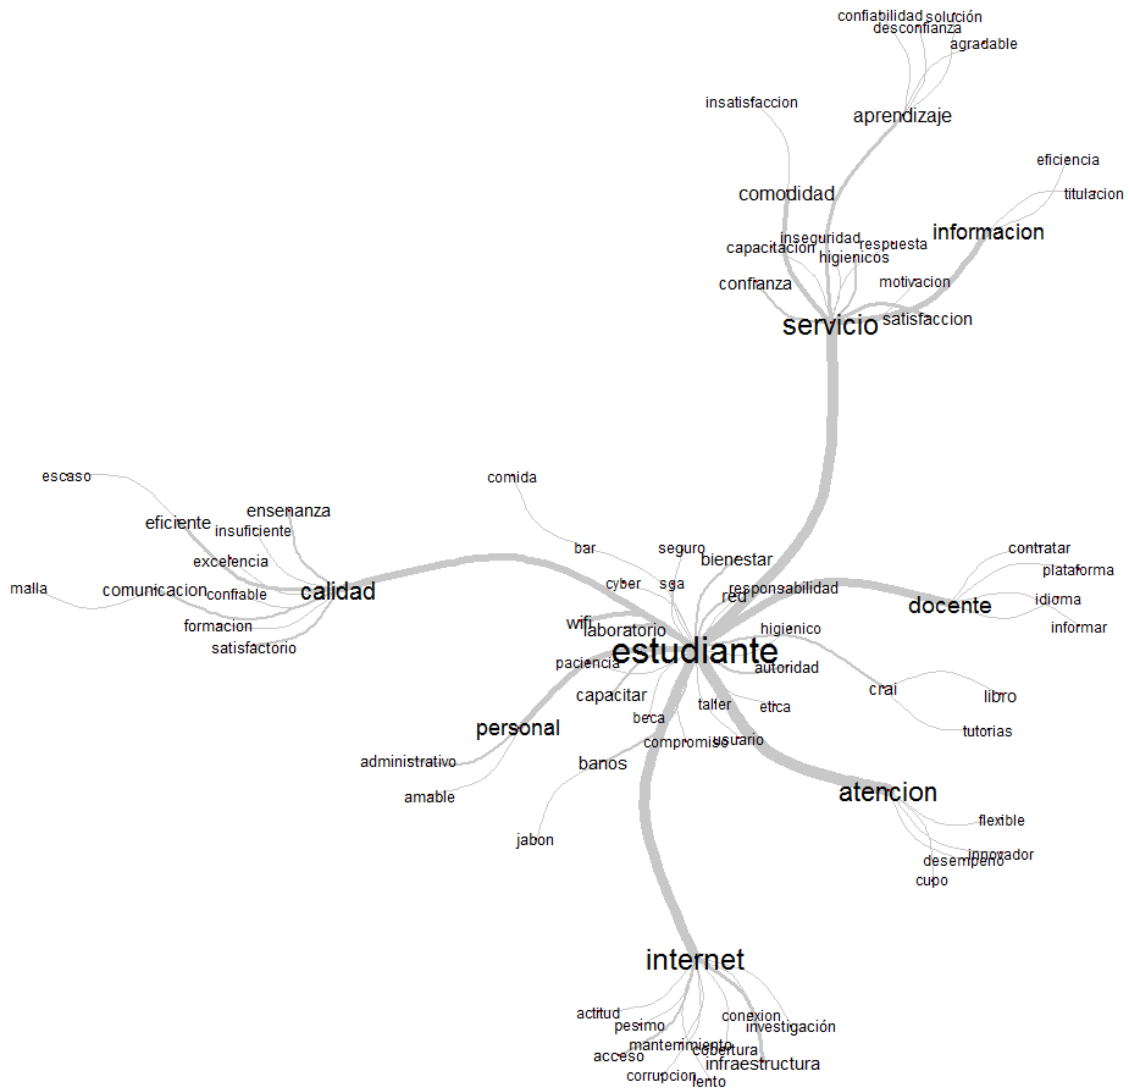 confiabilidad
solución
desconfianza
agradable
insatisfaccion
aprendizaje
eficiencia
comodidad
titulacion
informacion
inseguridad
respuesta
capacitacion
higienicos
confianza
motivacion
servicio
satisfaccion
escaso
comida
ensenanza
eficiente
insuficiente
bar
seguro
bienestar
contratar
excelencia
plataforma
malla
comunicacion
confiable
calidad
cyber
sga
red
responsabilidad
docente
idioma
formacion
wifi
laboratorio
higienico
informar
satisfactorio
estudiante
paciencia
autoridad
capacitar
crai
libro
beca
taller
etica
personal
tutorias
compromiso
usuario
administrativo
banos
amable
atencion
jabon
flexible
innovador
desempeno
cupo
internet
actitud
pesimo
conexion
investigación
mantenimiento
acceso
cobertura
infraestructura
corrupcion
lento